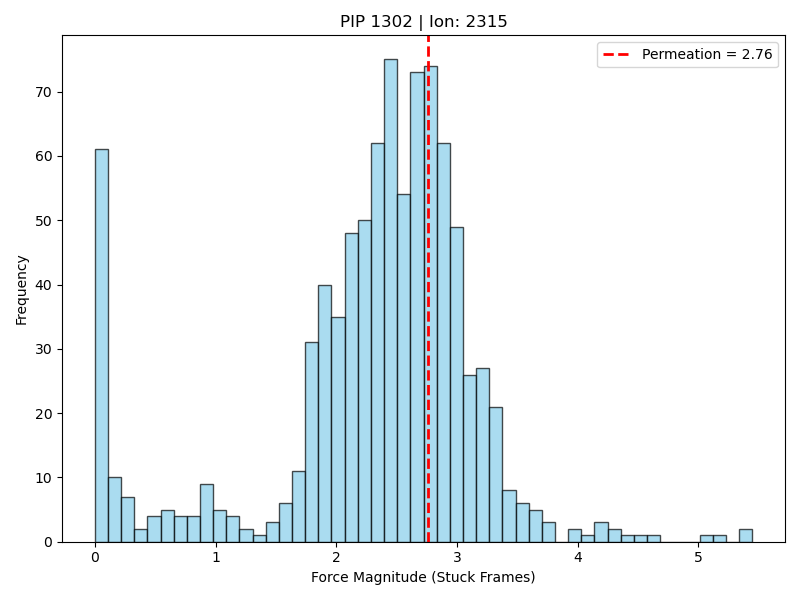 PIP 1302 | Ion: 2315
Permeation = 2.76
Frequency
70
60
50
40
30
20
10
0
0 1 2 3 4 5
Force Magnitude (Stuck Frames)